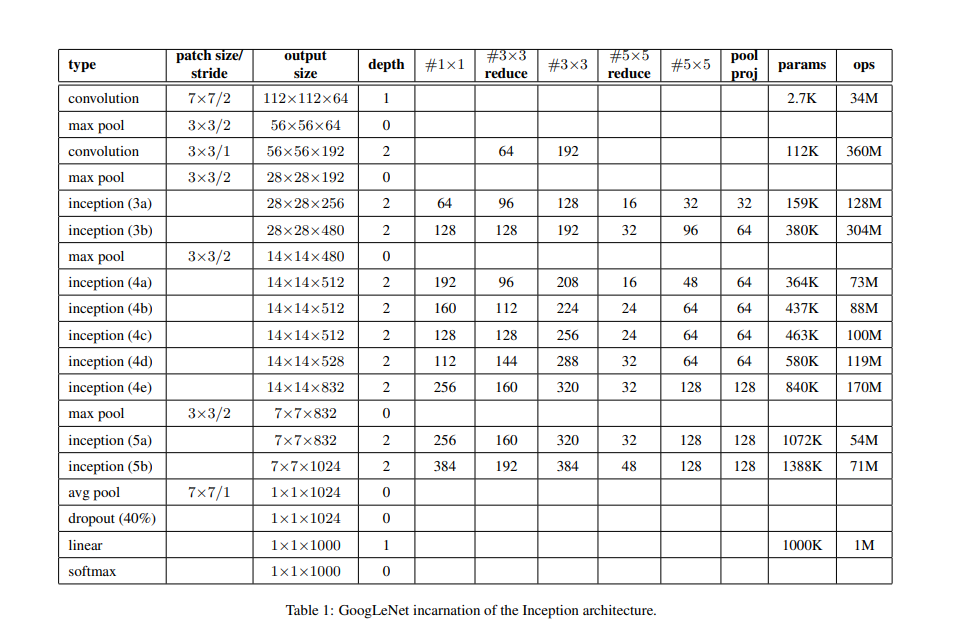 type patch size/ stride output size depth #1×1 #3×3 reduce #3×3 #5×5 reduce #5×5 pool proj params ops
convolution 7×7/2 112×112×64 1 2.7K 34M
max pool 3×3/2 56×56×64 0
convolution 3×3/1 56×56×192 2 64 192 112K 360M
max pool 3×3/2 28×28×192 0
inception (3a) 28×28×256 2 64 96 128 16 32 32 159K 128M
inception (3b) 28×28×480 2 128 128 192 32 96 64 380K 304M
max pool 3×3/2 14×14×480 0
inception (4a) 14×14×512 2 192 96 208 16 48 64 364K 73M
inception (4b) 14×14×512 2 160 112 224 24 64 64 437K 88M
inception (4c) 14×14×512 2 128 128 256 24 64 64 463K 100M
inception (4d) 14×14×528 2 112 144 288 32 64 64 580K 119M
inception (4e) 14×14×832 2 256 160 320 32 128 128 840K 170M
max pool 3×3/2 7×7×832 0
inception (5a) 7×7×832 2 256 160 320 32 128 128 1072K 54M
inception (5b) 7×7×1024 2 384 192 384 48 128 128 1388K 71M
avg pool 7×7/1 1×1×1024 0
dropout (40%) 1×1×1024 0
linear 1×1×1000 1 1000K 1M
softmax 1×1×1000 0
Table 1: GoogLeNet incarnation of the Inception architecture.